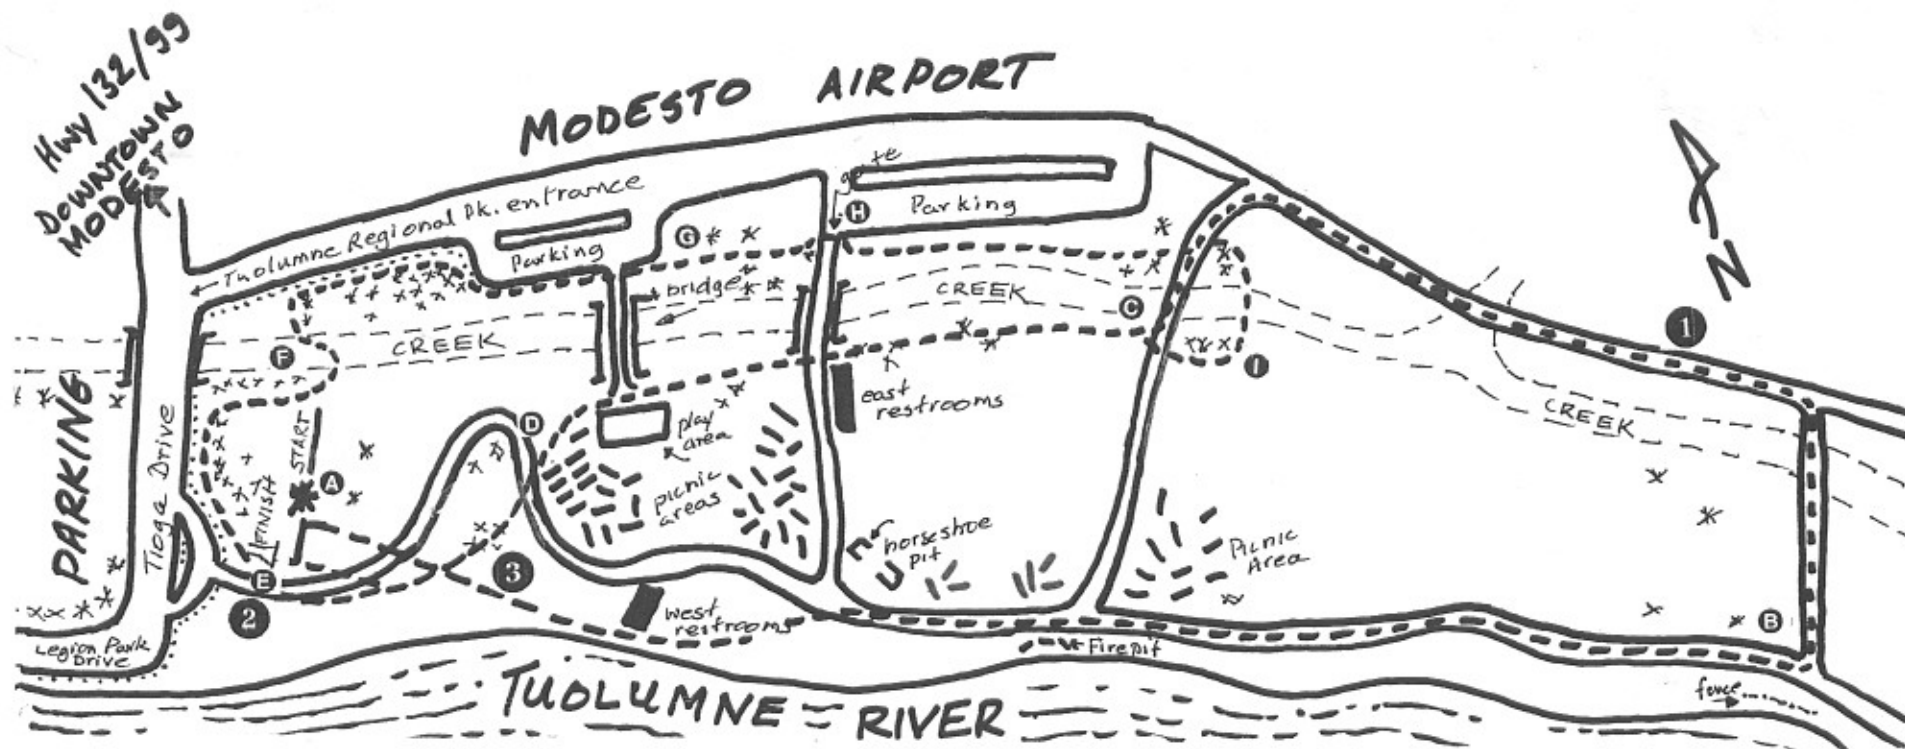 Hwy 132/99
DOWNTOWN
MODESTO
MODESTO AIRPORT
Tuolumne Regional Pk. entrance
Parking
gate
H
Parking
G
bridge
CREEK
C
N
1
CREEK
F
I
CREEK
PARKING
Tioga Drive
START
A
FINISH
D
play
area
east
restrooms
picnic
areas
horseshoe
pit
Picnic
Area
E
2
3
west
restrooms
B
Legion Park
Drive
Firepit
fence
TUOLUMNE RIVER